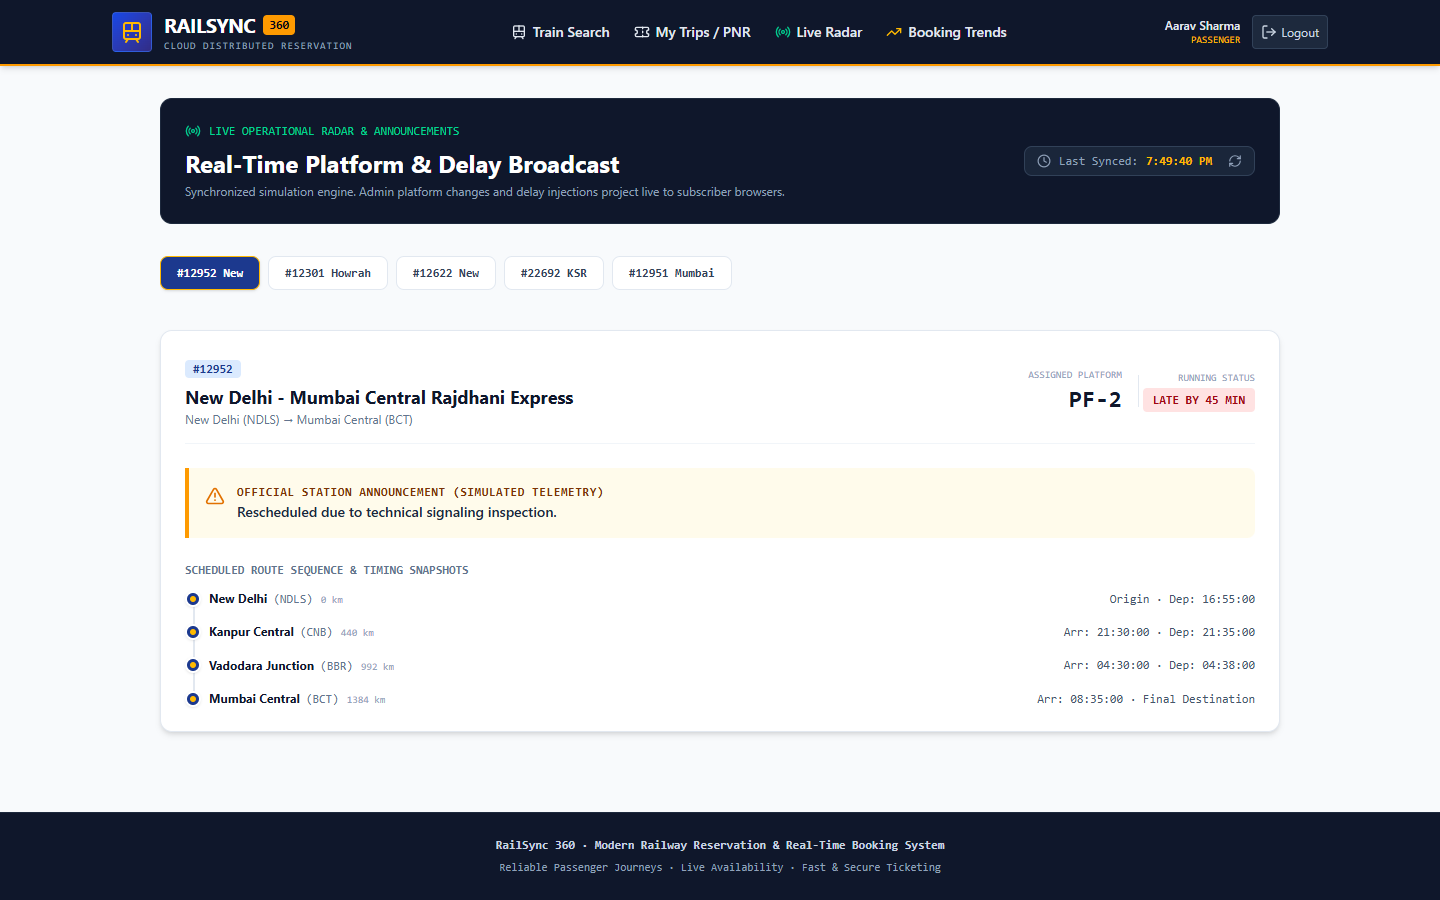 RAILSYNC 360
CLOUD DISTRIBUTED RESERVATION
Train Search
My Trips / PNR
Live Radar
Booking Trends
Aarav Sharma
PASSENGER
Logout
LIVE OPERATIONAL RADAR & ANNOUNCEMENTS
Real-Time Platform & Delay Broadcast
Synchronized simulation engine. Admin platform changes and delay injections project live to subscriber browsers.
Last Synced: 7:49:40 PM
#12952 New
#12301 Howrah
#12622 New
#22692 KSR
#12951 Mumbai
#12952
New Delhi - Mumbai Central Rajdhani Express
New Delhi (NDLS) → Mumbai Central (BCT)
ASSIGNED PLATFORM
PF-2
RUNNING STATUS
LATE BY 45 MIN
OFFICIAL STATION ANNOUNCEMENT (SIMULATED TELEMETRY)
Rescheduled due to technical signaling inspection.
SCHEDULED ROUTE SEQUENCE & TIMING SNAPSHOTS
New Delhi (NDLS) 0 km Origin · Dep: 16:55:00
Kanpur Central (CNB) 440 km Arr: 21:30:00 · Dep: 21:35:00
Vadodara Junction (BBR) 992 km Arr: 04:30:00 · Dep: 04:38:00
Mumbai Central (BCT) 1384 km Arr: 08:35:00 · Final Destination
RailSync 360 · Modern Railway Reservation & Real-Time Booking System
Reliable Passenger Journeys · Live Availability · Fast & Secure Ticketing